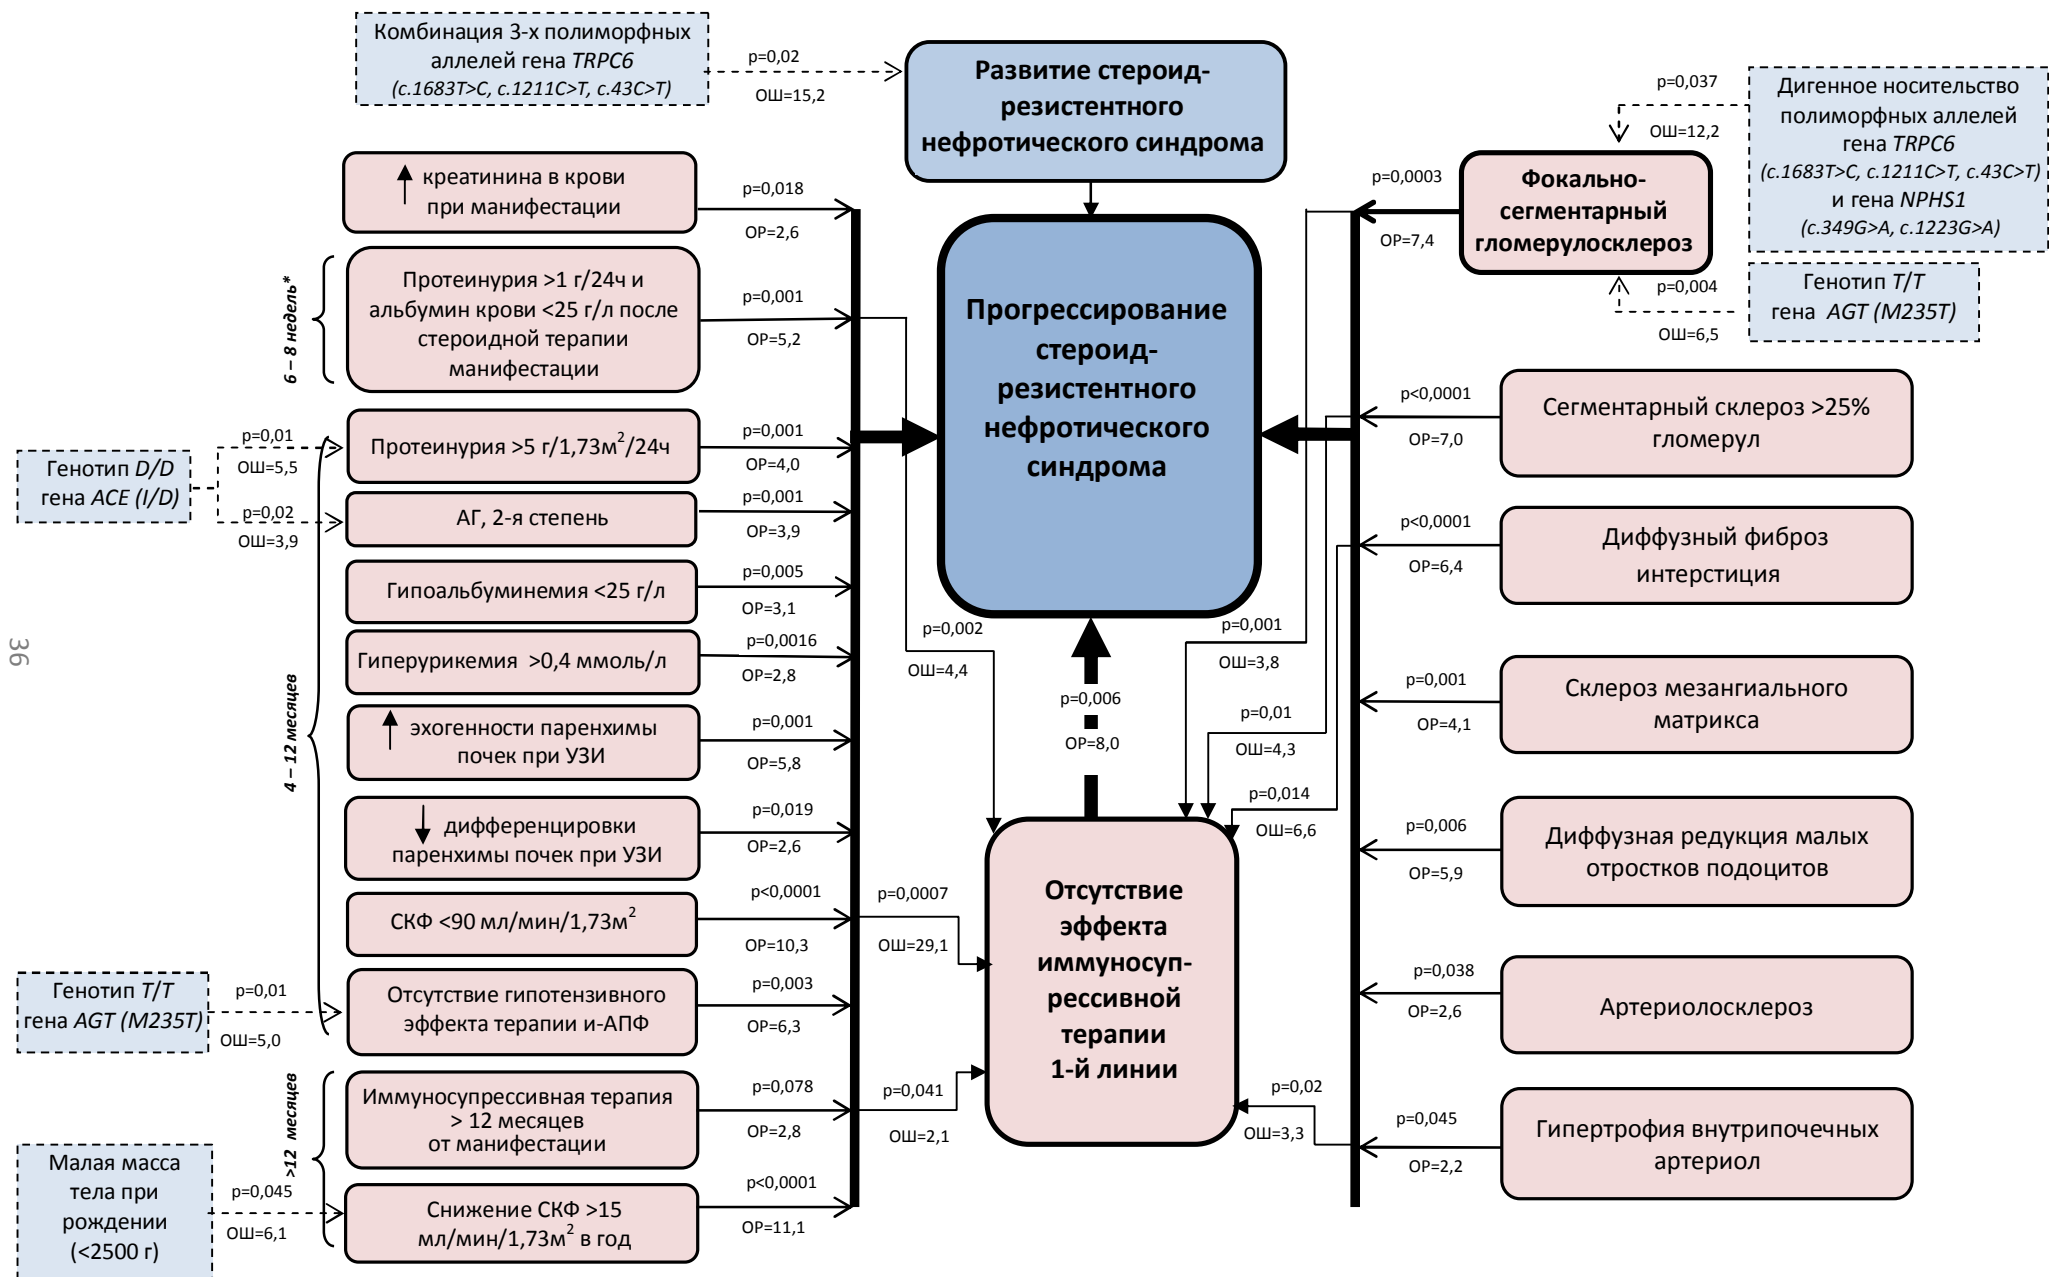 Комбинация 3-х полиморфных
аллелей гена TRPC6
(c.1683T>C, c.1211C>T, c.43C>T)
p=0,02
ОШ=15,2
Развитие стероид-
резистентного
нефротического синдрома
p=0,037
ОШ=12,2
Дигенное носительство
полиморфных аллелей
гена TRPC6
(c.1683T>C, c.1211C>T, c.43C>T)
и гена NPHS1
(c.349G>A, c.1223G>A)
Фокально-
сегментарный
гломерулосклероз
p=0,0003
ОР=7,4
p=0,004
ОШ=6,5
Генотип T/T
гена AGT (M235T)
креатинина в крови
при манифестации
p=0,018
ОР=2,6
6 – 8 недель*
Протеинурия >1 г/24ч и
альбумин крови <25 г/л после
стероидной терапии
манифестации
p=0,001
ОР=5,2
Прогрессирование
стероид-
резистентного
нефротического
синдрома
Генотип D/D
гена ACE (I/D)
p=0,01
ОШ=5,5
p=0,02
ОШ=3,9
4 – 12 месяцев
Протеинурия >5 г/1,73м2/24ч
p=0,001
ОР=4,0
АГ, 2-я степень
p=0,001
ОР=3,9
Гипоальбуминемия <25 г/л
p=0,005
ОР=3,1
Гиперурикемия >0,4 ммоль/л
p=0,0016
ОР=2,8
эхогенности паренхимы
почек при УЗИ
p=0,001
ОР=5,8
дифференцировки
паренхимы почек при УЗИ
p=0,019
ОР=2,6
СКФ <90 мл/мин/1,73м2
p<0,0001
ОР=10,3
Генотип T/T
гена AGT (M235T)
p=0,01
ОШ=5,0
Отсутствие гипотензивного
эффекта терапии и-АПФ
p=0,003
ОР=6,3
>12 месяцев
Иммуносупрессивная терапия
> 12 месяцев
от манифестации
p=0,078
ОР=2,8
Малая масса
тела при
рождении
(<2500 г)
p=0,045
ОШ=6,1
Снижение СКФ >15
мл/мин/1,73м2 в год
p<0,0001
ОР=11,1
p=0,002
ОШ=4,4
p=0,0007
ОШ=29,1
p=0,041
ОШ=2,1
p=0,006
ОР=8,0
Отсутствие
эффекта
иммуносуп-
рессивной
терапии
1-й линии
p=0,001
ОШ=3,8
p=0,01
ОШ=4,3
p=0,014
ОШ=6,6
p=0,02
ОШ=3,3
p<0,0001
ОР=7,0
Сегментарный склероз >25%
гломерул
p<0,0001
ОР=6,4
Диффузный фиброз
интерстиция
p=0,001
ОР=4,1
Склероз мезангиального
матрикса
p=0,006
ОР=5,9
Диффузная редукция малых
отростков подоцитов
p=0,038
ОР=2,6
Артериолосклероз
p=0,045
ОР=2,2
Гипертрофия внутрипочечных
артериол
36